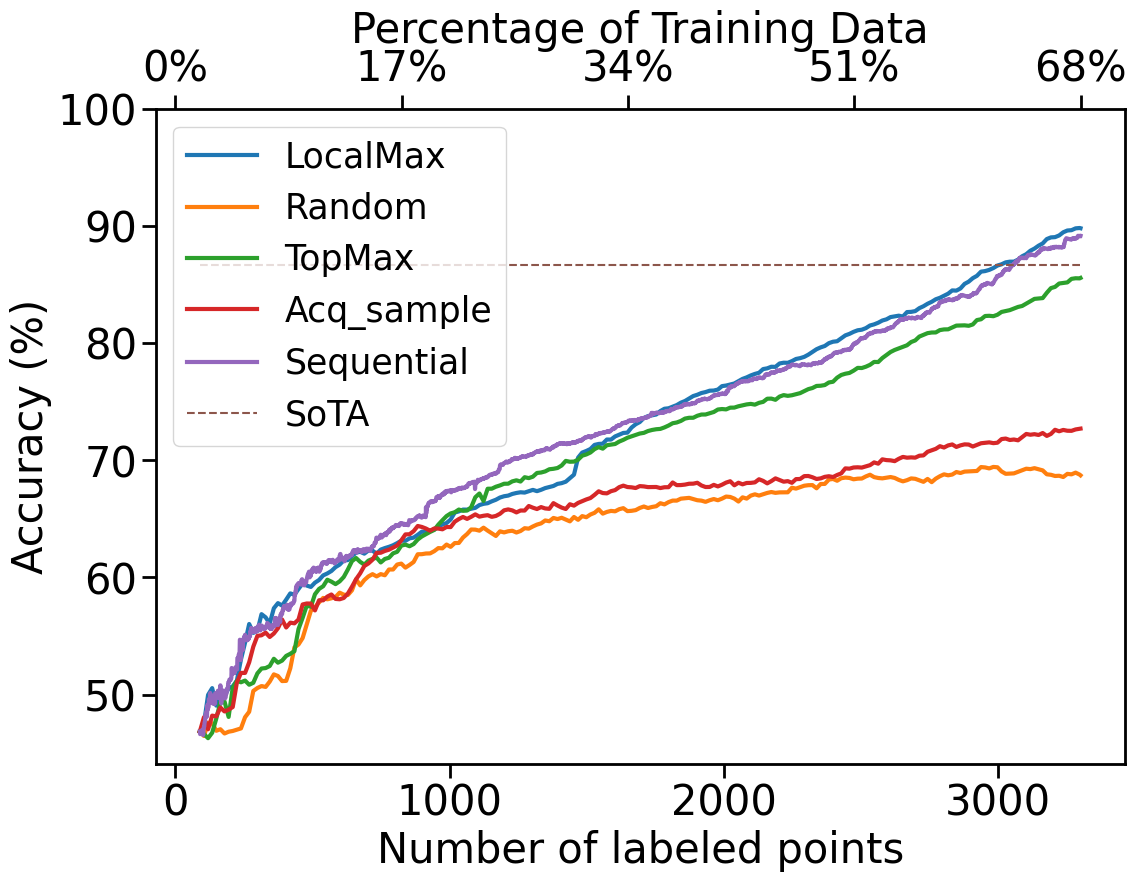 Percentage of Training Data
0% 17% 34% 51% 68%
100
90
80
70
60
50
Accuracy (%)
LocalMax
Random
TopMax
Acq_sample
Sequential
SoTA
0 1000 2000 3000
Number of labeled points